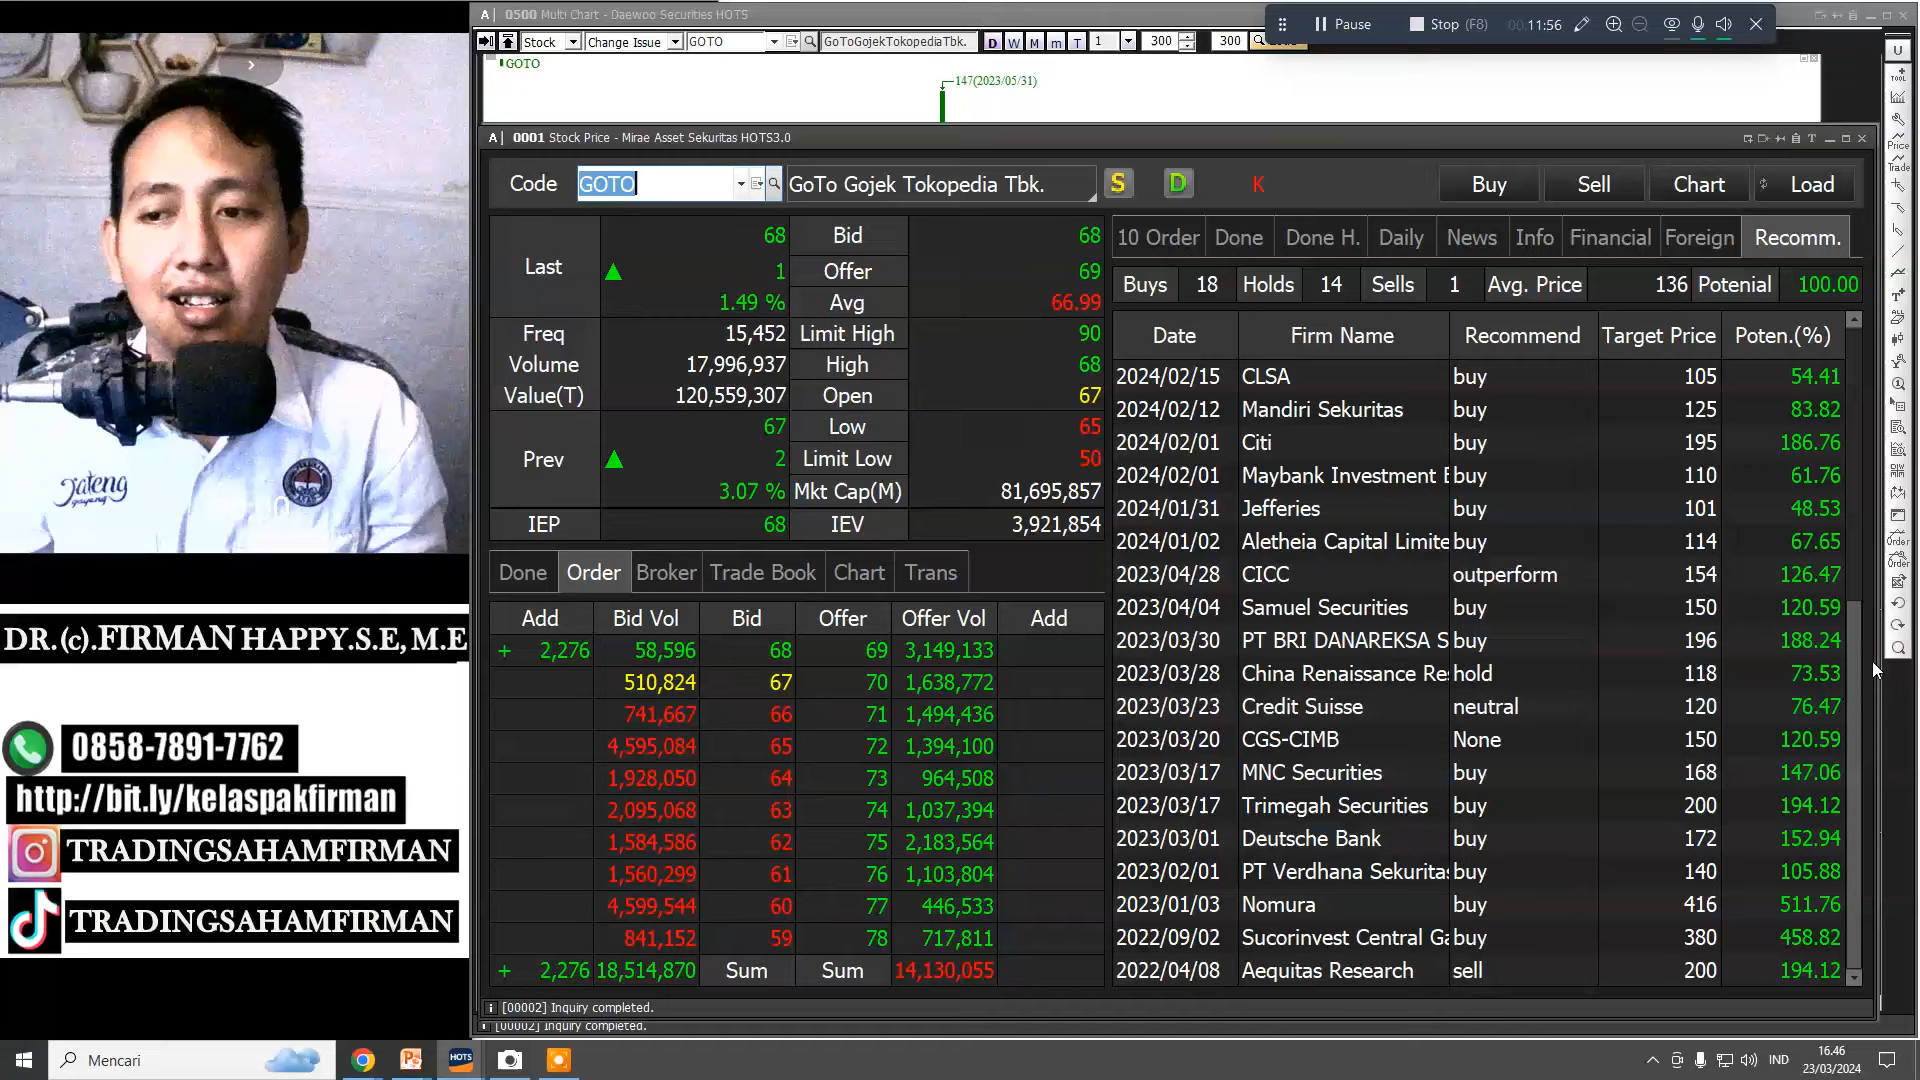 A| 0500 Multi Chart - Daewoo Securities HOTS
Pause Stop (F8) 00:11:56
Stock Change Issue GOTO GoToGojekTokopediaTbk. D W M m T 1 300 300
GOTO
147(2023/05/31)
A| 0001 Stock Price - Mirae Asset Sekuritas HOTS3.0
Code GOTO GoTo Gojek Tokopedia Tbk. S D K Buy Sell Chart Load
Last 68 Bid 68
1 Offer 69
1.49 % Avg 66.99
Freq 15,452 Limit High 90
Volume 17,996,937 High 68
Value(T) 120,559,307 Open 67
Prev 67 Low 65
2 Limit Low 50
3.07 % Mkt Cap(M) 81,695,857
IEP 68 IEV 3,921,854
Done Order Broker Trade Book Chart Trans
Add Bid Vol Bid Offer Offer Vol Add
+ 2,276 58,596 68 69 3,149,133
510,824 67 70 1,638,772
741,667 66 71 1,494,436
4,595,084 65 72 1,394,100
1,928,050 64 73 964,508
2,095,068 63 74 1,037,394
1,584,586 62 75 2,183,564
1,560,299 61 76 1,103,804
4,599,544 60 77 446,533
841,152 59 78 717,811
+ 2,276 18,514,870 Sum Sum 14,130,055
10 Order Done Done H. Daily News Info Financial Foreign Recomm.
Buys 18 Holds 14 Sells 1 Avg. Price 136 Potenial 100.00
Date Firm Name Recommend Target Price Poten.(%)
2024/02/15 CLSA buy 105 54.41
2024/02/12 Mandiri Sekuritas buy 125 83.82
2024/02/01 Citi buy 195 186.76
2024/02/01 Maybank Investment buy 110 61.76
2024/01/31 Jefferies buy 101 48.53
2024/01/02 Aletheia Capital Limite buy 114 67.65
2023/04/28 CICC outperform 154 126.47
2023/04/04 Samuel Securities buy 150 120.59
2023/03/30 PT BRI DANAREKSA S buy 196 188.24
2023/03/28 China Renaissance Re hold 118 73.53
2023/03/23 Credit Suisse neutral 120 76.47
2023/03/20 CGS-CIMB None 150 120.59
2023/03/17 MNC Securities buy 168 147.06
2023/03/17 Trimegah Securities buy 200 194.12
2023/03/01 Deutsche Bank buy 172 152.94
2023/02/01 PT Verdhana Sekuritas buy 140 105.88
2023/01/03 Nomura buy 416 511.76
2022/09/02 Sucorinvest Central Ga buy 380 458.82
2022/04/08 Aequitas Research sell 200 194.12
[00002] Inquiry completed.
[00002] Inquiry completed.
Jateng
gayeng
DR.(c).FIRMAN HAPPY.S.E, M.E
0858-7891-7762
http://bit.ly/kelaspakfirman
TRADINGSAHAMFIRMAN
TRADINGSAHAMFIRMAN
U
TOOL
Price
Trade
ALL
Order
Order
Mencari
HOTS
IND
16.46
23/03/2024